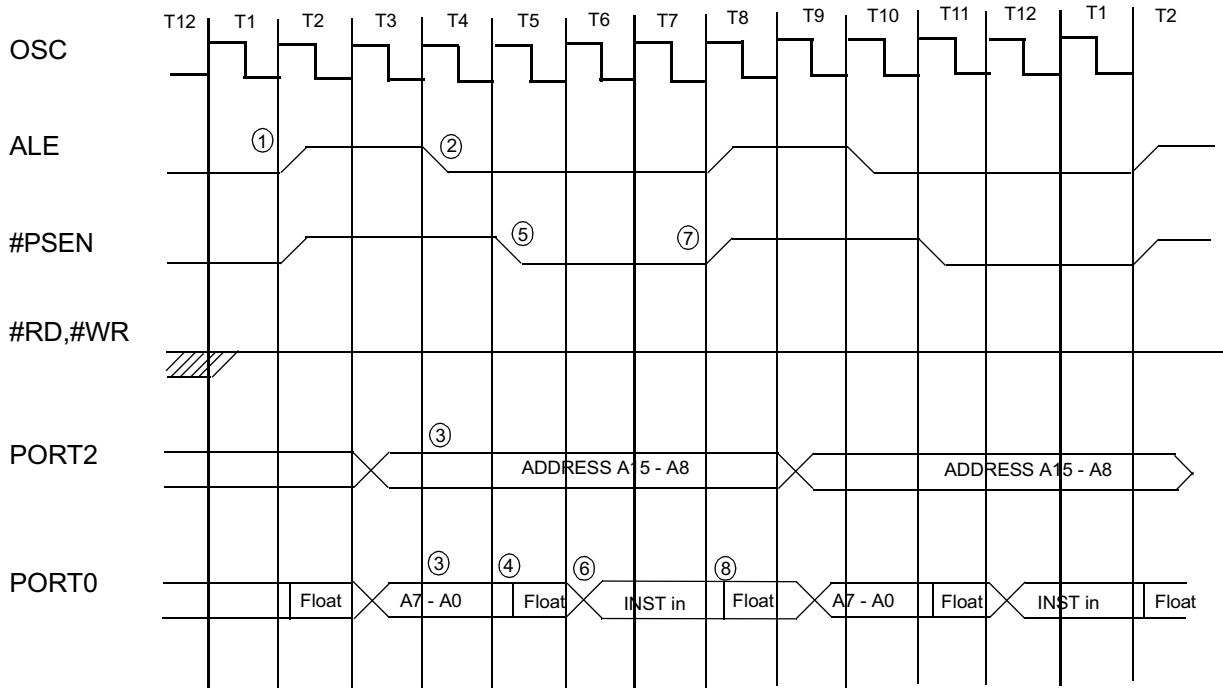 T12 T1 T2 T3 T4 T5 T6 T7 T8 T9 T10 T11 T12 T1 T2
OSC
① ②
ALE
⑤ ⑦
#PSEN
#RD,#WR
③
PORT2 ADDRESS A15 - A8 ADDRESS A15 - A8
③ ④ ⑥ ⑧
PORT0 Float A7 - A0 Float INST in Float A7 - A0 Float INST in Float